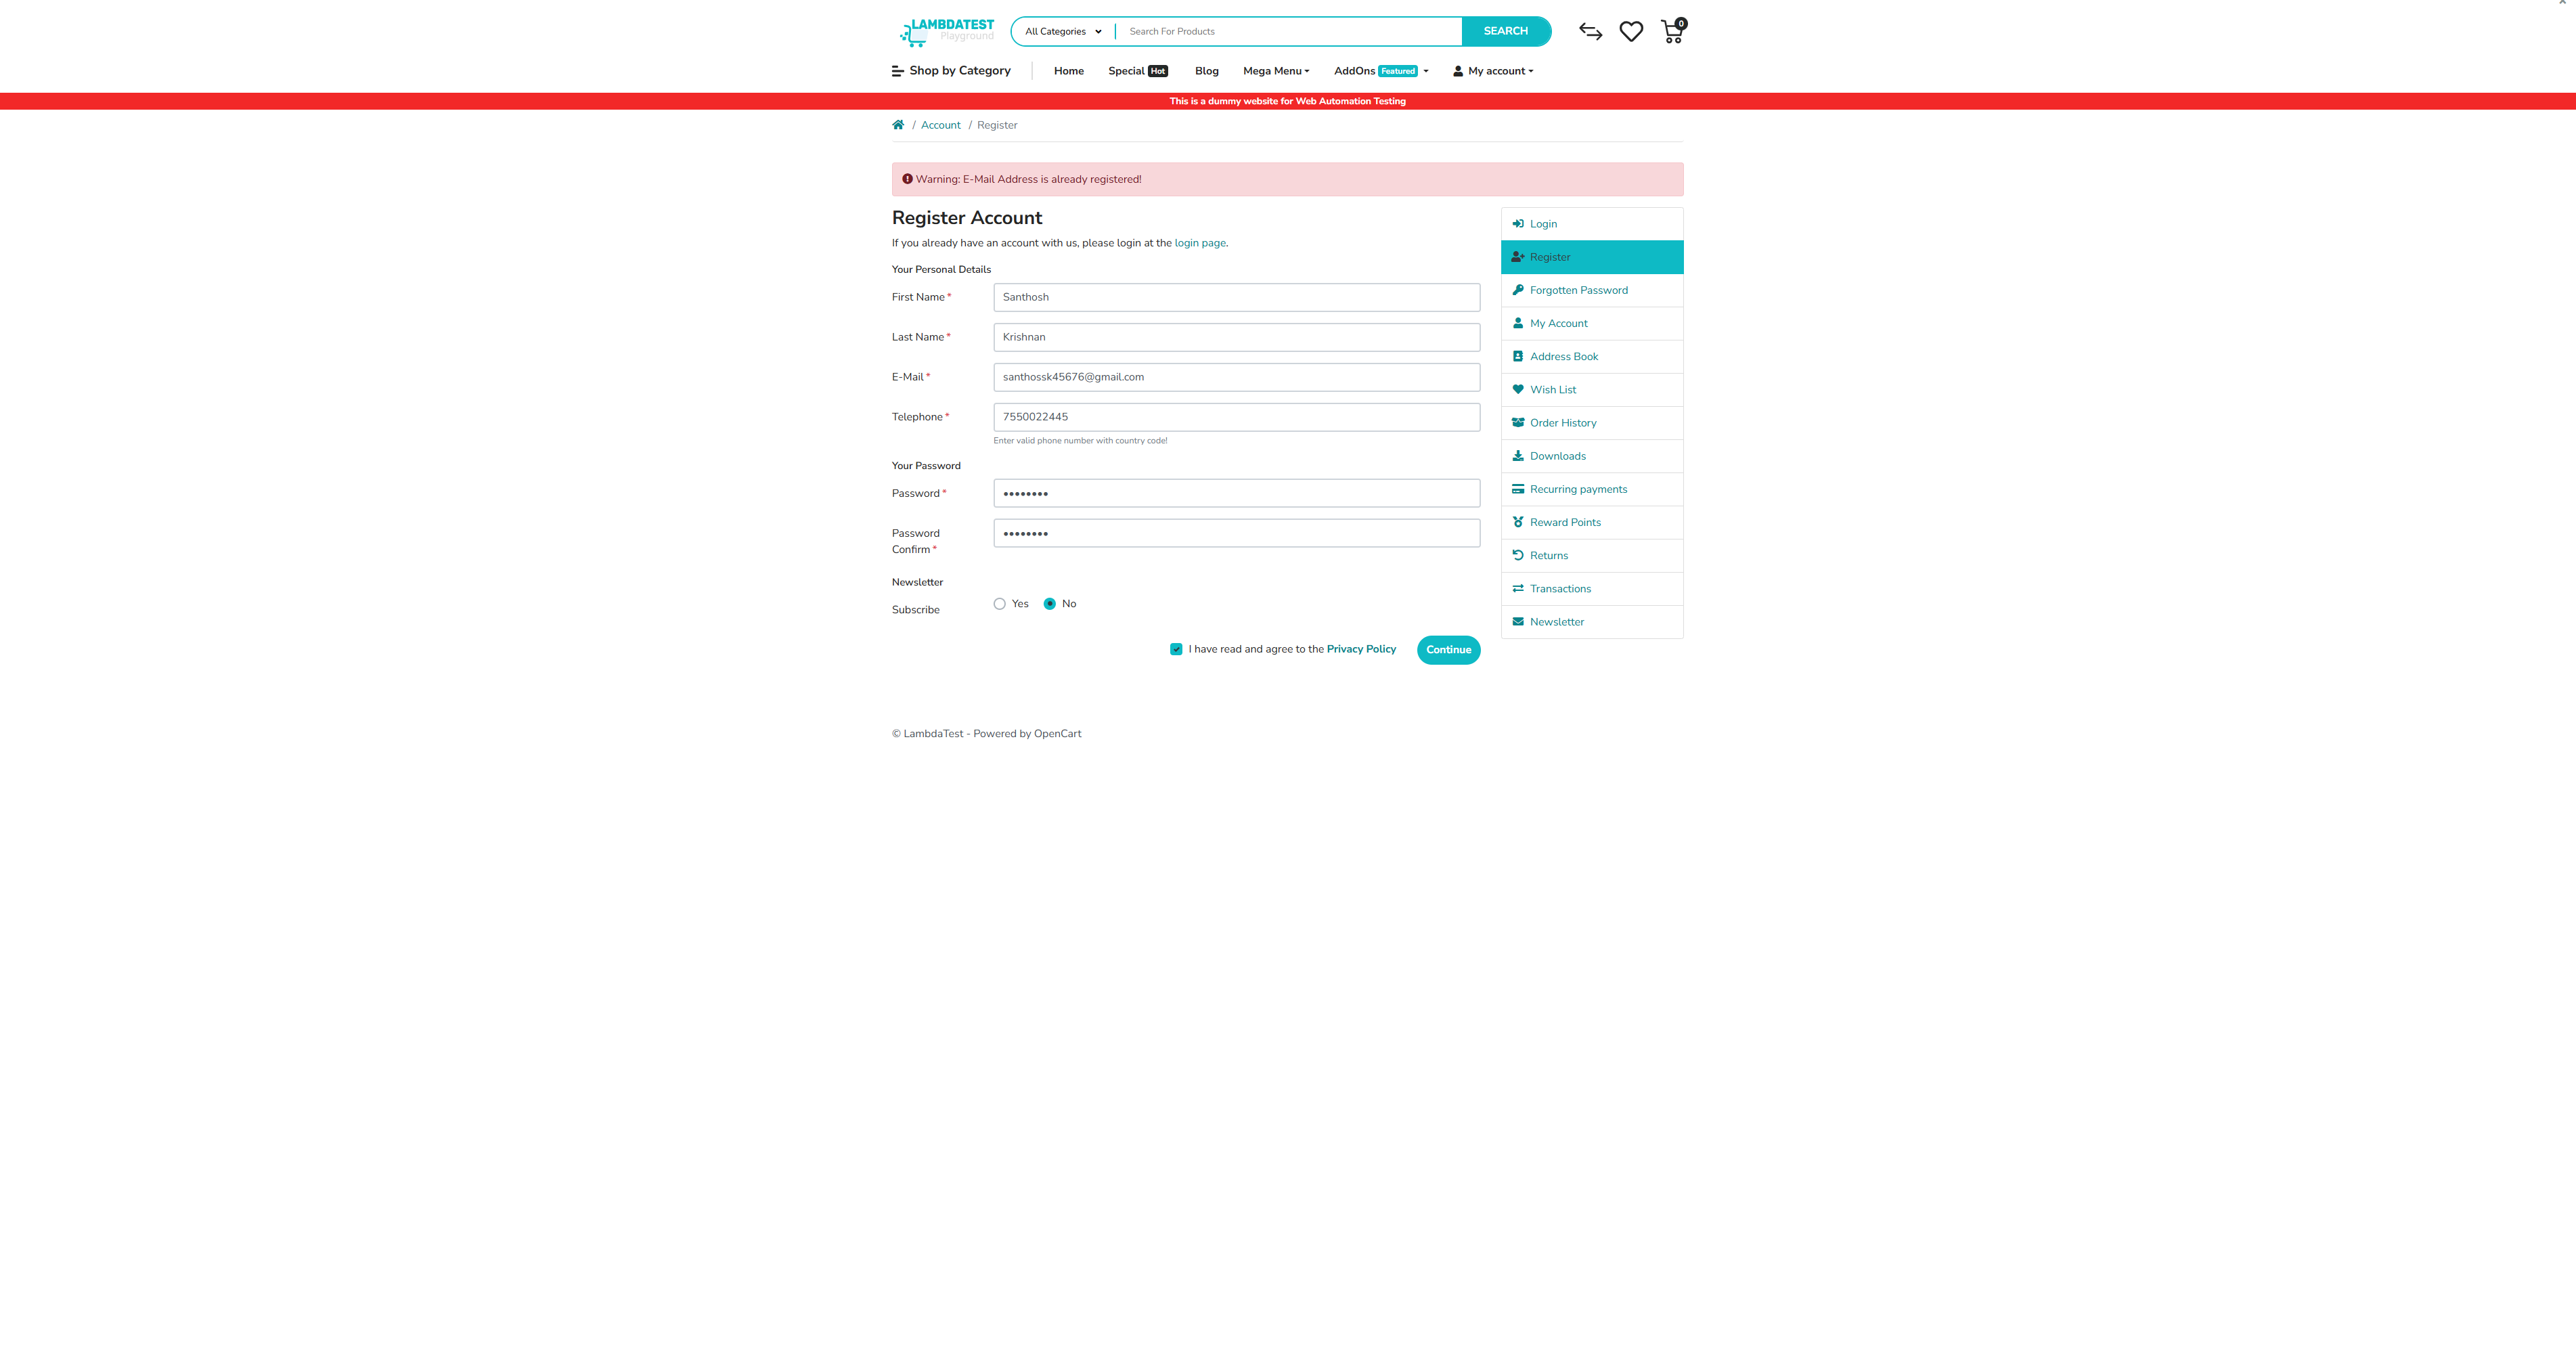 LAMBDATEST
Playground
All Categories
Search For Products
SEARCH
0
Shop by Category
Home
Special Hot
Blog
Mega Menu
AddOns Featured
My account
This is a dummy website for Web Automation Testing
/ Account / Register
Warning: E-Mail Address is already registered!
Register Account
If you already have an account with us, please login at the login page.
Your Personal Details
First Name *
Santhosh
Last Name *
Krishnan
E-Mail *
santhossk45676@gmail.com
Telephone *
7550022445
Enter valid phone number with country code!
Your Password
Password *
••••••••
Password
Confirm *
••••••••
Newsletter
Subscribe
Yes
No
I have read and agree to the Privacy Policy
Continue
Login
Register
Forgotten Password
My Account
Address Book
Wish List
Order History
Downloads
Recurring payments
Reward Points
Returns
Transactions
Newsletter
© LambdaTest - Powered by OpenCart